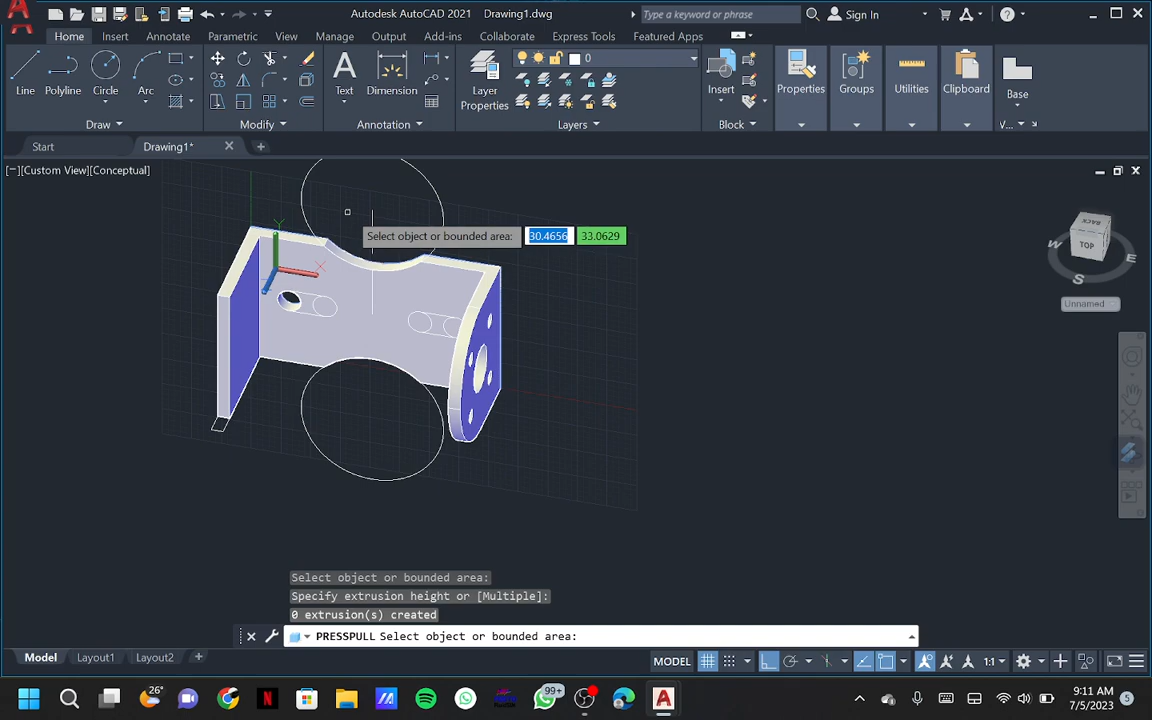 Autodesk AutoCAD 2021 Drawing1.dwg
Type a keyword or phrase
Sign In
Home Insert Annotate Parametric View Manage Output Add-ins Collaborate Express Tools Featured Apps
0
Line Polyline Circle Arc
Text Dimension
Layer
Properties
Insert
Properties Groups Utilities Clipboard Base
Draw Modify Annotation Layers Block V...
Start Drawing1*
[−][Custom View][Conceptual]
BACK
TOP
W E
S
Unnamed
Y
X
Select object or bounded area: 30.4656 33.0629
Select object or bounded area:
Specify extrusion height or [Multiple]:
0 extrusion(s) created
PRESSPULL Select object or bounded area:
Model Layout1 Layout2 +
MODEL 1:1
26°
99+
9:11 AM
7/5/2023
5